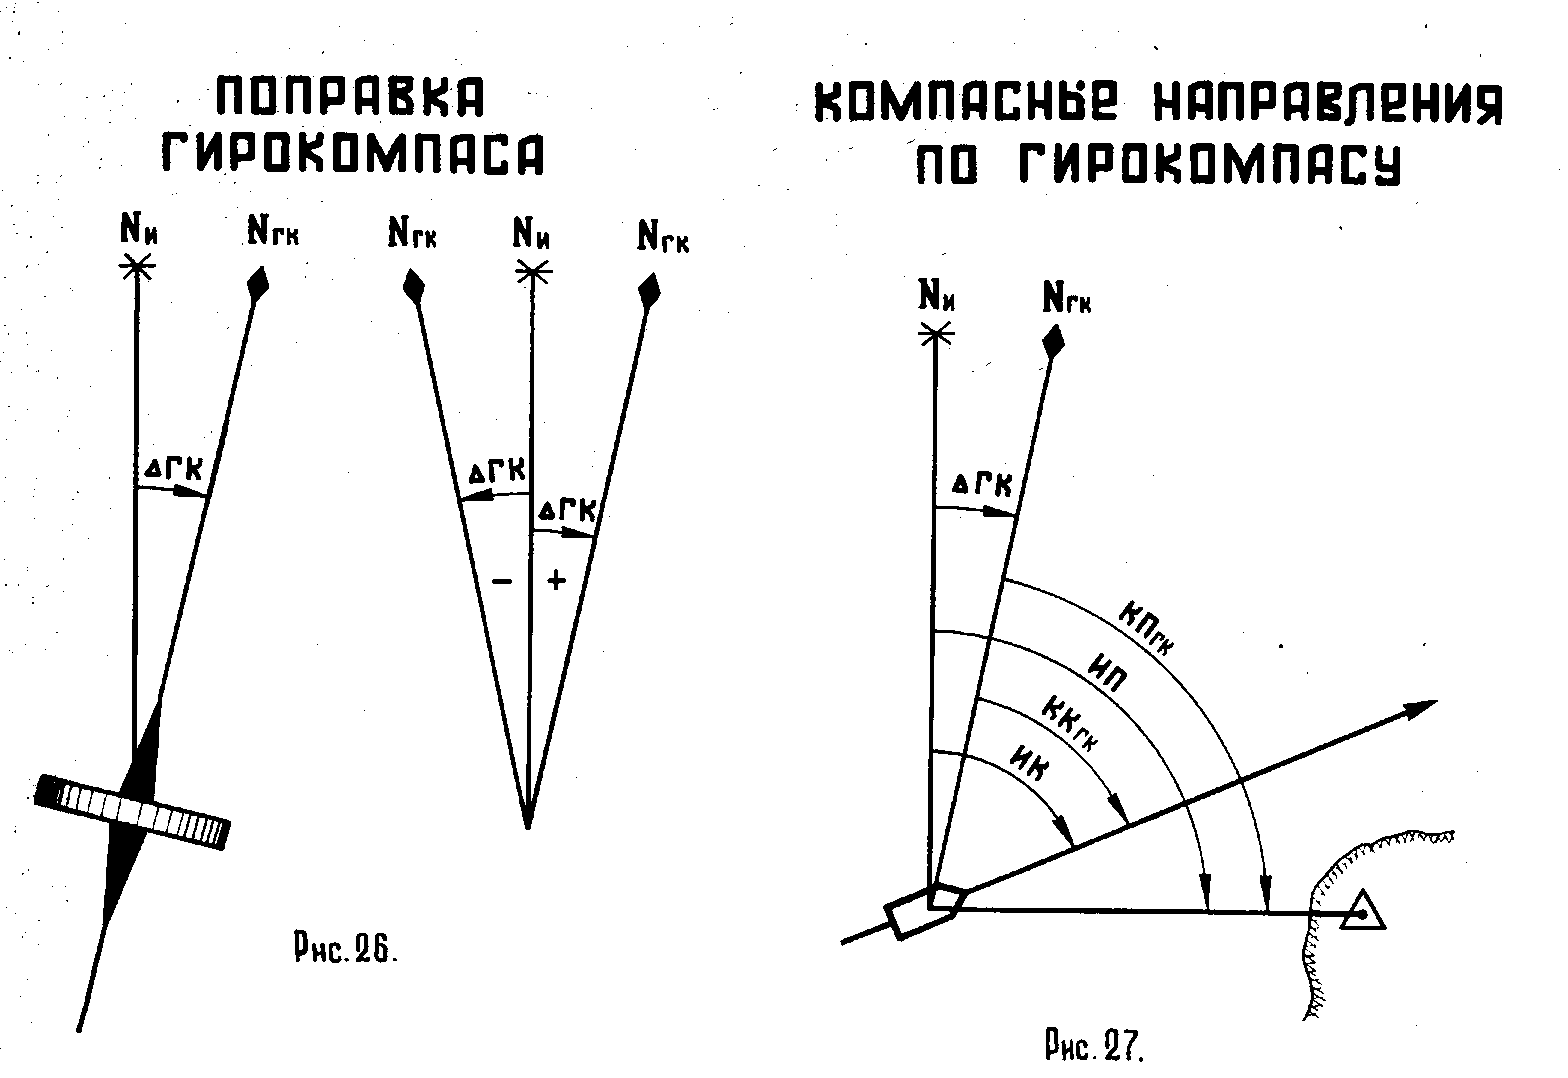 ПОПРАВКА
ГИРОКОМПАСА
Nи Nгк Nгк Nи Nгк
ΔГК ΔГК
ΔГК
- +
Рис. 26.
КОМПАСНЫЕ НАПРАВЛЕНИЯ
ПО ГИРОКОМПАСУ
Nи Nгк
ΔГК
КПгк
ИП
ККгк
ИК
Рис. 27.